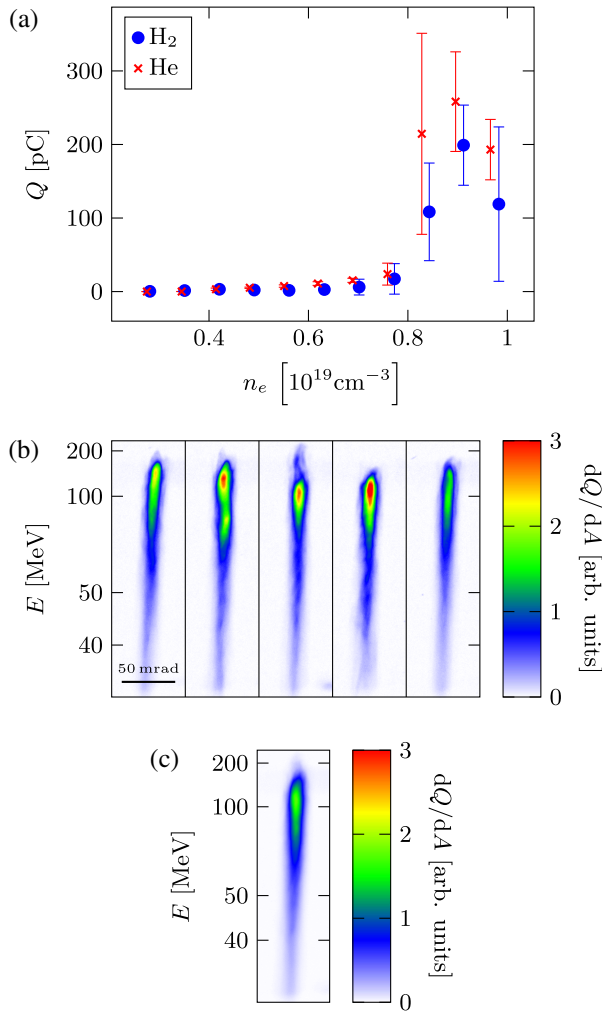 (a)
H₂
He
300
200
100
0
Q [pC]
0.4 0.6 0.8 1
nₑ [10¹⁹cm⁻³]
(b)
200
100
50
40
E [MeV]
50 mrad
3
2
1
0
dQ/dA [arb. units]
(c)
200
100
50
40
E [MeV]
3
2
1
0
dQ/dA [arb. units]